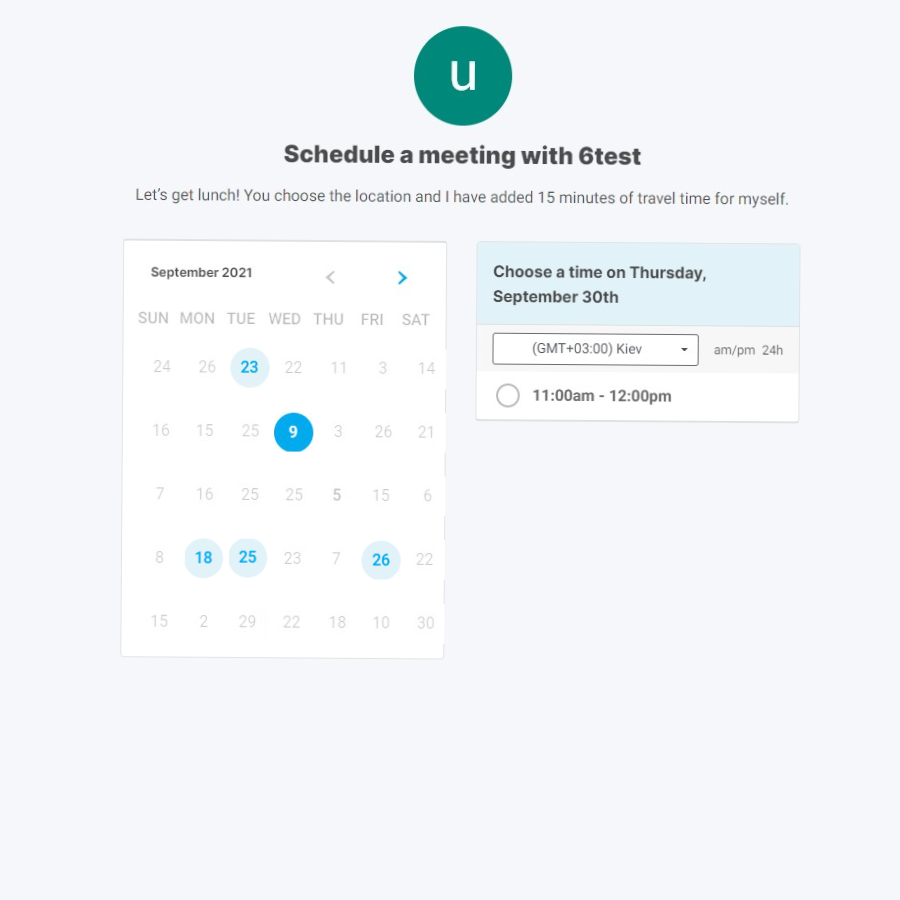 u
Schedule a meeting with 6test
Let's get lunch! You choose the location and I have added 15 minutes of travel time for myself.
September 2021
SUN MON TUE WED THU FRI SAT
24 26 23 22 11 3 14
16 15 25 9 3 26 21
7 16 25 25 5 15 6
8 18 25 23 7 26 22
15 2 29 22 18 10 30
Choose a time on Thursday,
September 30th
(GMT+03:00) Kiev am/pm 24h
11:00am - 12:00pm